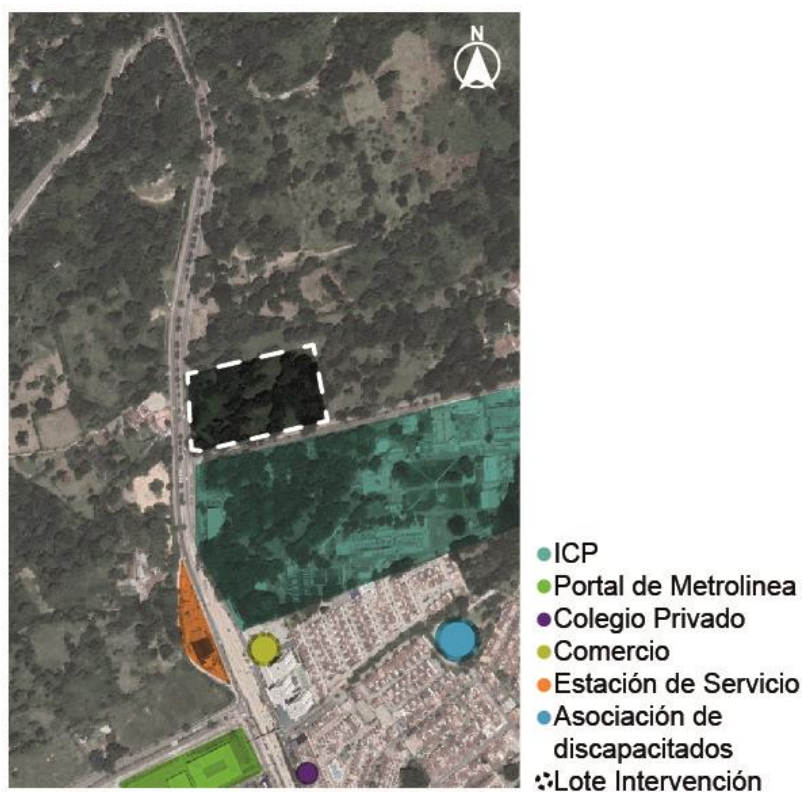 N
ICP
Portal de Metrolinea
Colegio Privado
Comercio
Estación de Servicio
Asociación de
discapacitados
Lote Intervención